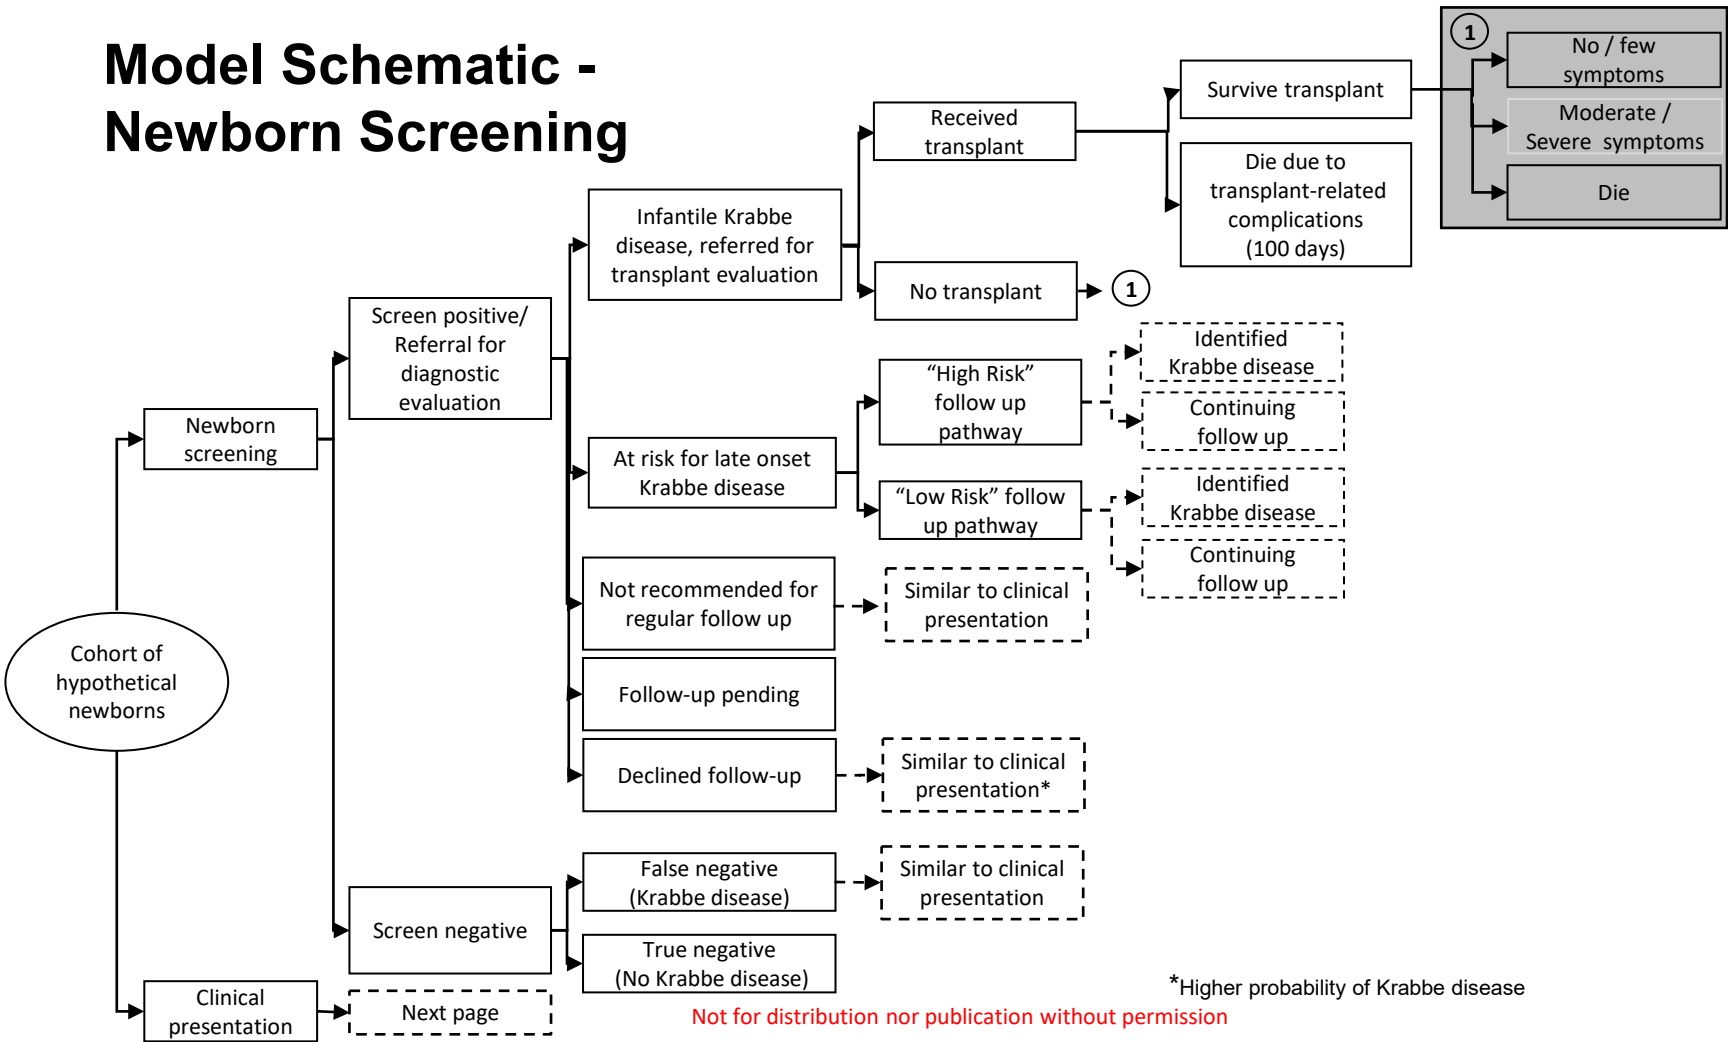 Model Schematic -
Newborn Screening
Cohort of
hypothetical
newborns
Newborn
screening
Clinical
presentation
Screen positive/
Referral for
diagnostic
evaluation
Screen negative
Next page
Infantile Krabbe
disease, referred for
transplant evaluation
At risk for late onset
Krabbe disease
Not recommended for
regular follow up
Follow-up pending
Declined follow-up
False negative
(Krabbe disease)
True negative
(No Krabbe disease)
Received
transplant
No transplant
1
“High Risk”
follow up
pathway
“Low Risk” follow
up pathway
Similar to clinical
presentation
Similar to clinical
presentation*
Similar to clinical
presentation
Survive transplant
Die due to
transplant-related
complications
(100 days)
Identified
Krabbe disease
Continuing
follow up
Identified
Krabbe disease
Continuing
follow up
1
No / few
symptoms
Moderate /
Severe symptoms
Die
*Higher probability of Krabbe disease
Not for distribution nor publication without permission